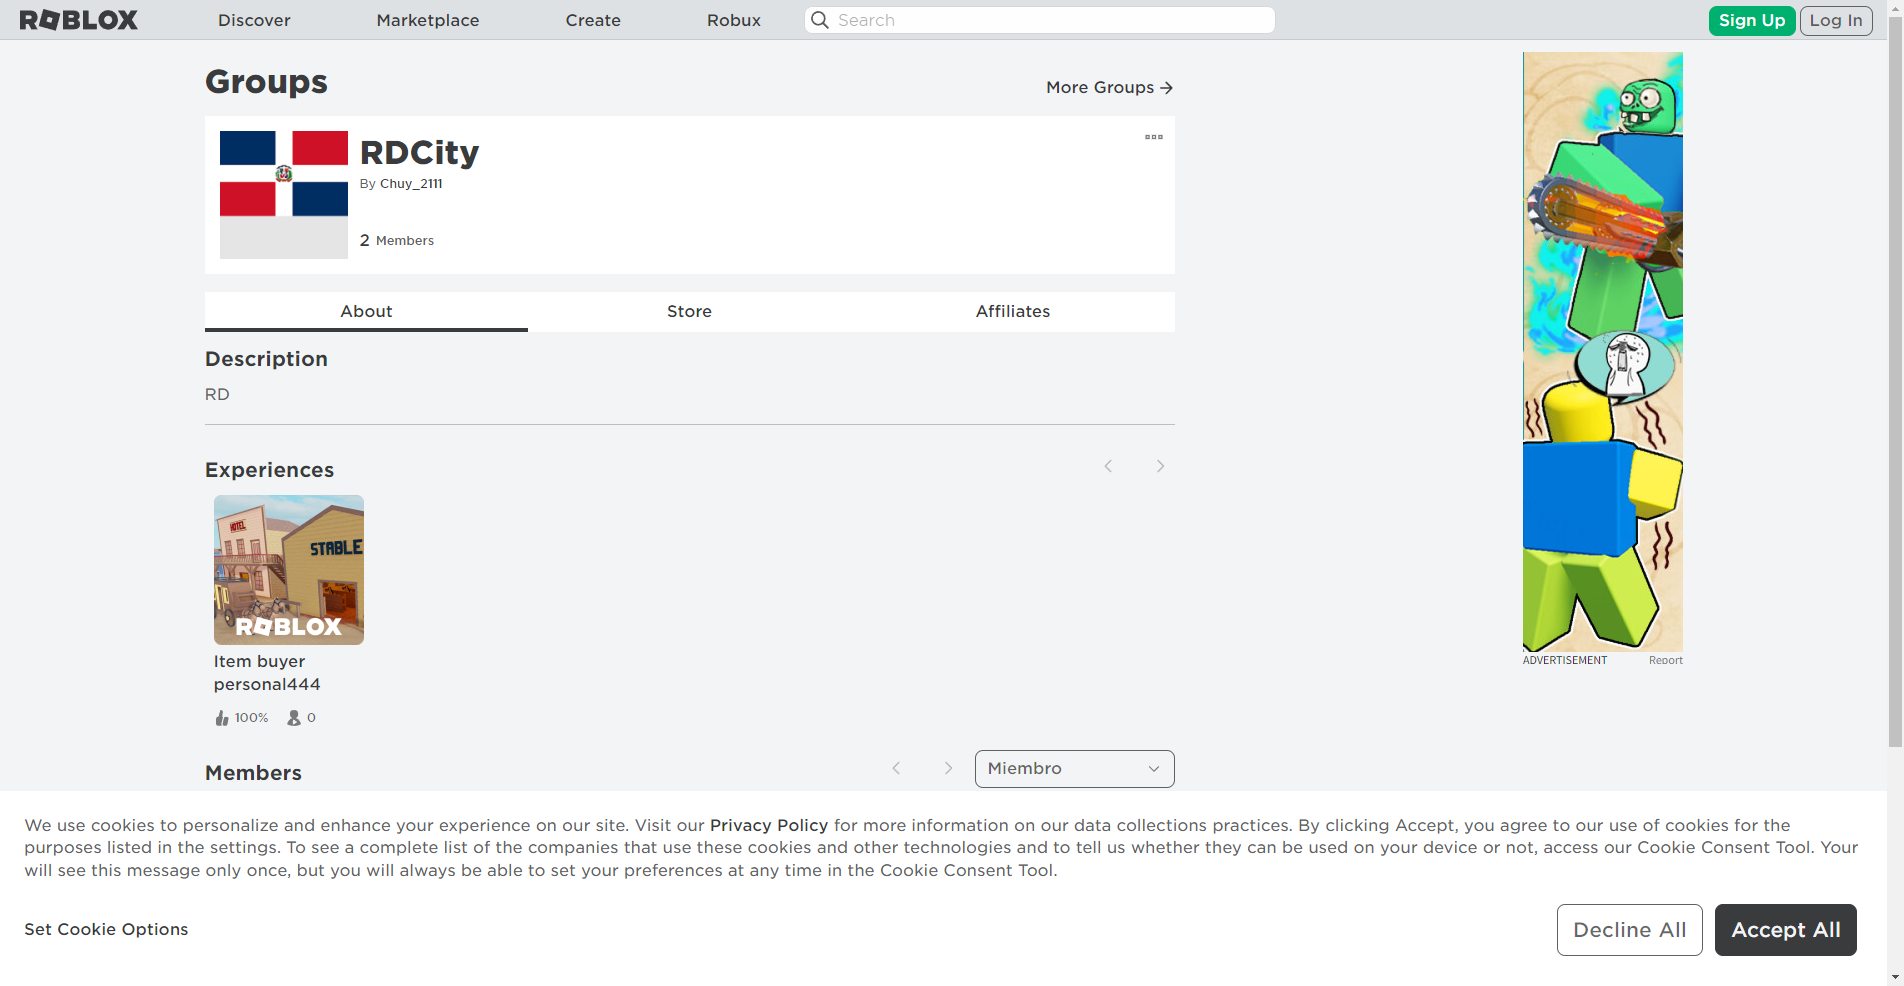 ROBLOX
Discover
Marketplace
Create
Robux
Search
Sign Up
Log In
Groups
More Groups
RDCity
By Chuy_2111
2 Members
About
Store
Affiliates
Description
RD
Experiences
HOTEL
STABLE
ROBLOX
Item buyer
personal444
100%
0
ADVERTISEMENT
Report
Members
Miembro
We use cookies to personalize and enhance your experience on our site. Visit our Privacy Policy for more information on our data collections practices. By clicking Accept, you agree to our use of cookies for the
purposes listed in the settings. To see a complete list of the companies that use these cookies and other technologies and to tell us whether they can be used on your device or not, access our Cookie Consent Tool. Your
will see this message only once, but you will always be able to set your preferences at any time in the Cookie Consent Tool.
Set Cookie Options
Decline All
Accept All